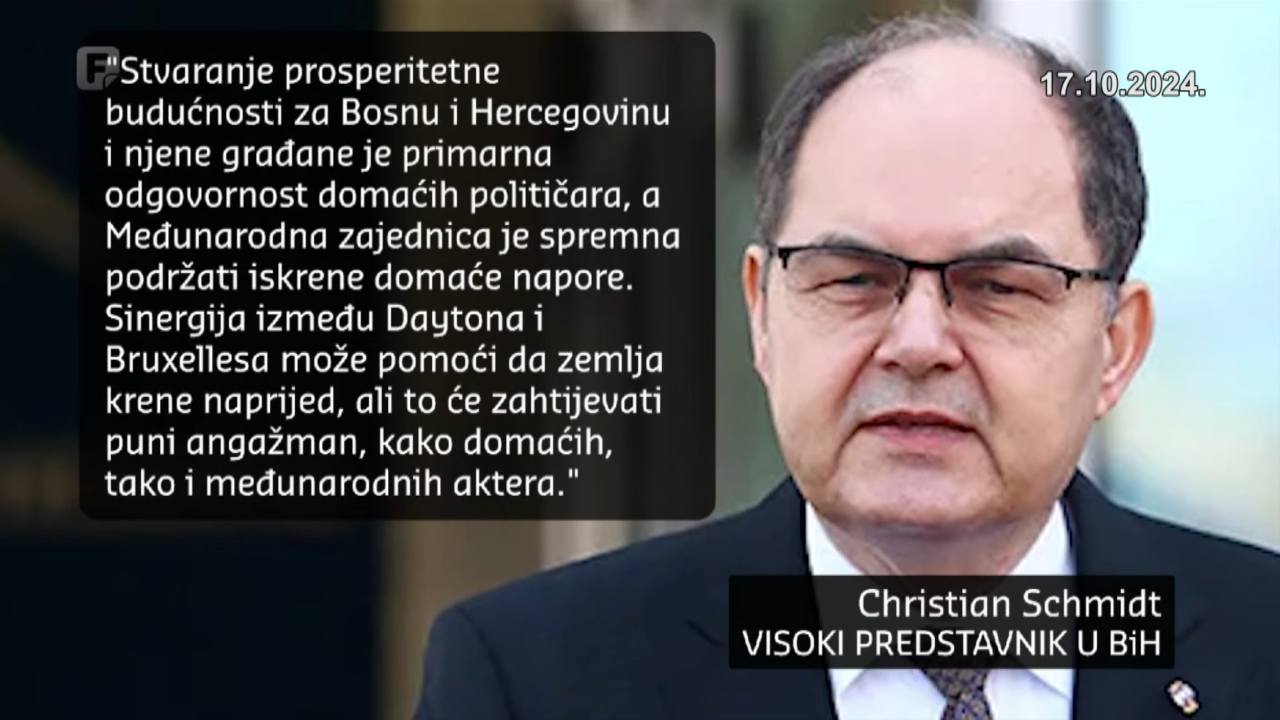 F
"Stvaranje prosperitetne
budućnosti za Bosnu i Hercegovinu
i njene građane je primarna
odgovornost domaćih političara, a
Međunarodna zajednica je spremna
podržati iskrene domaće napore.
Sinergija između Daytona i
Bruxellesa može pomoći da zemlja
krene naprijed, ali to će zahtijevati
puni angažman, kako domaćih,
tako i međunarodnih aktera."
17.10.2024.
Christian Schmidt
VISOKI PREDSTAVNIK U BiH